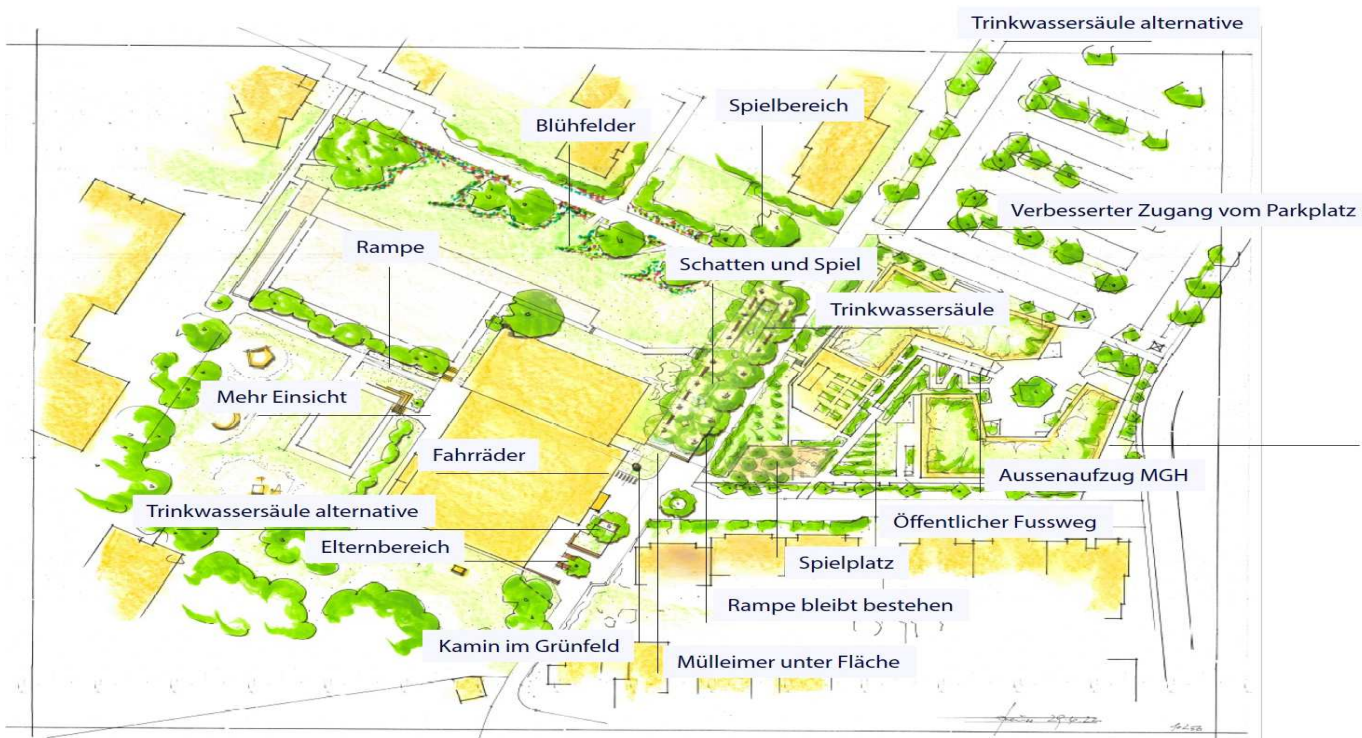 Trinkwassersäule alternative
Spielbereich
Blühfelder
Verbesserter Zugang vom Parkplatz
Rampe
Schatten und Spiel
Trinkwassersäule
Mehr Einsicht
Fahrräder
Aussenaufzug MGH
Trinkwassersäule alternative
Öffentlicher Fussweg
Elternbereich
Spielplatz
Rampe bleibt bestehen
Kamin im Grünfeld
Mülleimer unter Fläche